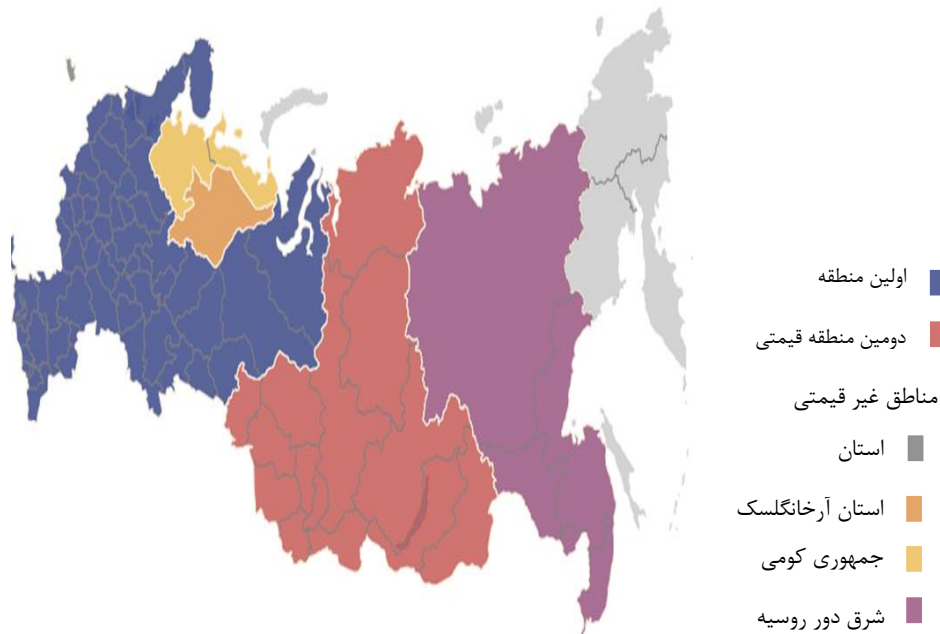 اولین منطقه
دومین منطقه قیمتی
مناطق غیر قیمتی
استان
استان آرخانگلسک
جمهوری کومی
شرق دور روسیه